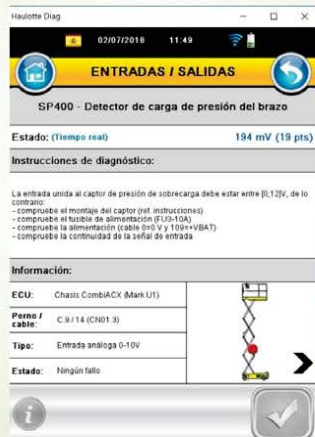 Haulotte Diag
02/07/2018 11:49
ENTRADAS / SALIDAS
SP400 - Detector de carga de presión del brazo
Estado: (Tiempo real) 194 mV (19 pts)
Instrucciones de diagnóstico:
La entrada unida al captor de presión de sobrecarga debe estar entre [0;12]V, de lo
contrario:
- compruebe el montaje del captor (ref. instrucciones)
- compruebe el fusible de alimentación (FU3-10A)
- compruebe la alimentación (cable 0=0 V y 109=+VBAT)
- compruebe la continuidad de la señal de entrada
Información:
ECU: Chasis CombiACX (Mark U1)
Perno /
cable: C.9 / 14 (CN01.3)
Tipo: Entrada análoga 0-10V
Estado: Ningún fallo